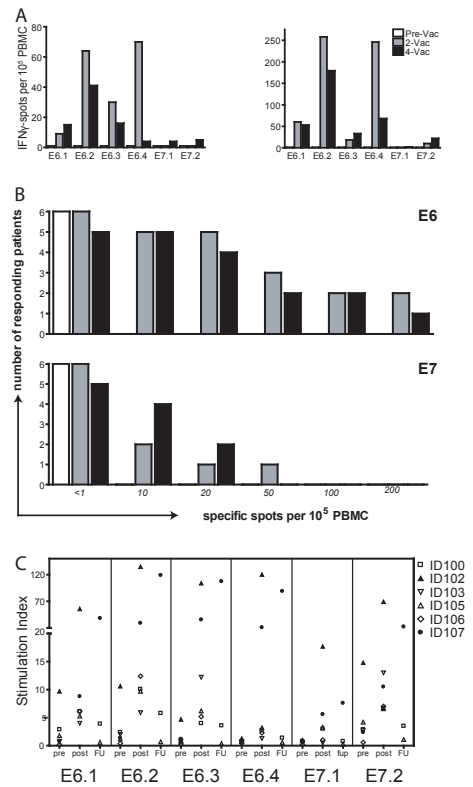 A
IFNγ-spots per 10⁵ PBMC
80
60
40
20
0
E6.1 E6.2 E6.3 E6.4 E7.1 E7.2
250
200
150
100
50
0
E6.1 E6.2 E6.3 E6.4 E7.1 E7.2
Pre-Vac
2-Vac
4-Vac
B
number of responding patients
E6
6
5
4
3
2
1
0
E7
6
5
4
3
2
1
0
<1 10 20 50 100 200
specific spots per 10⁵ PBMC
C
Stimulation Index
120
70
20
20
15
10
5
0
pre post FU pre post FU pre post FU pre post FU pre post fup pre post FU
E6.1 E6.2 E6.3 E6.4 E7.1 E7.2
ID100
ID102
ID103
ID105
ID106
ID107